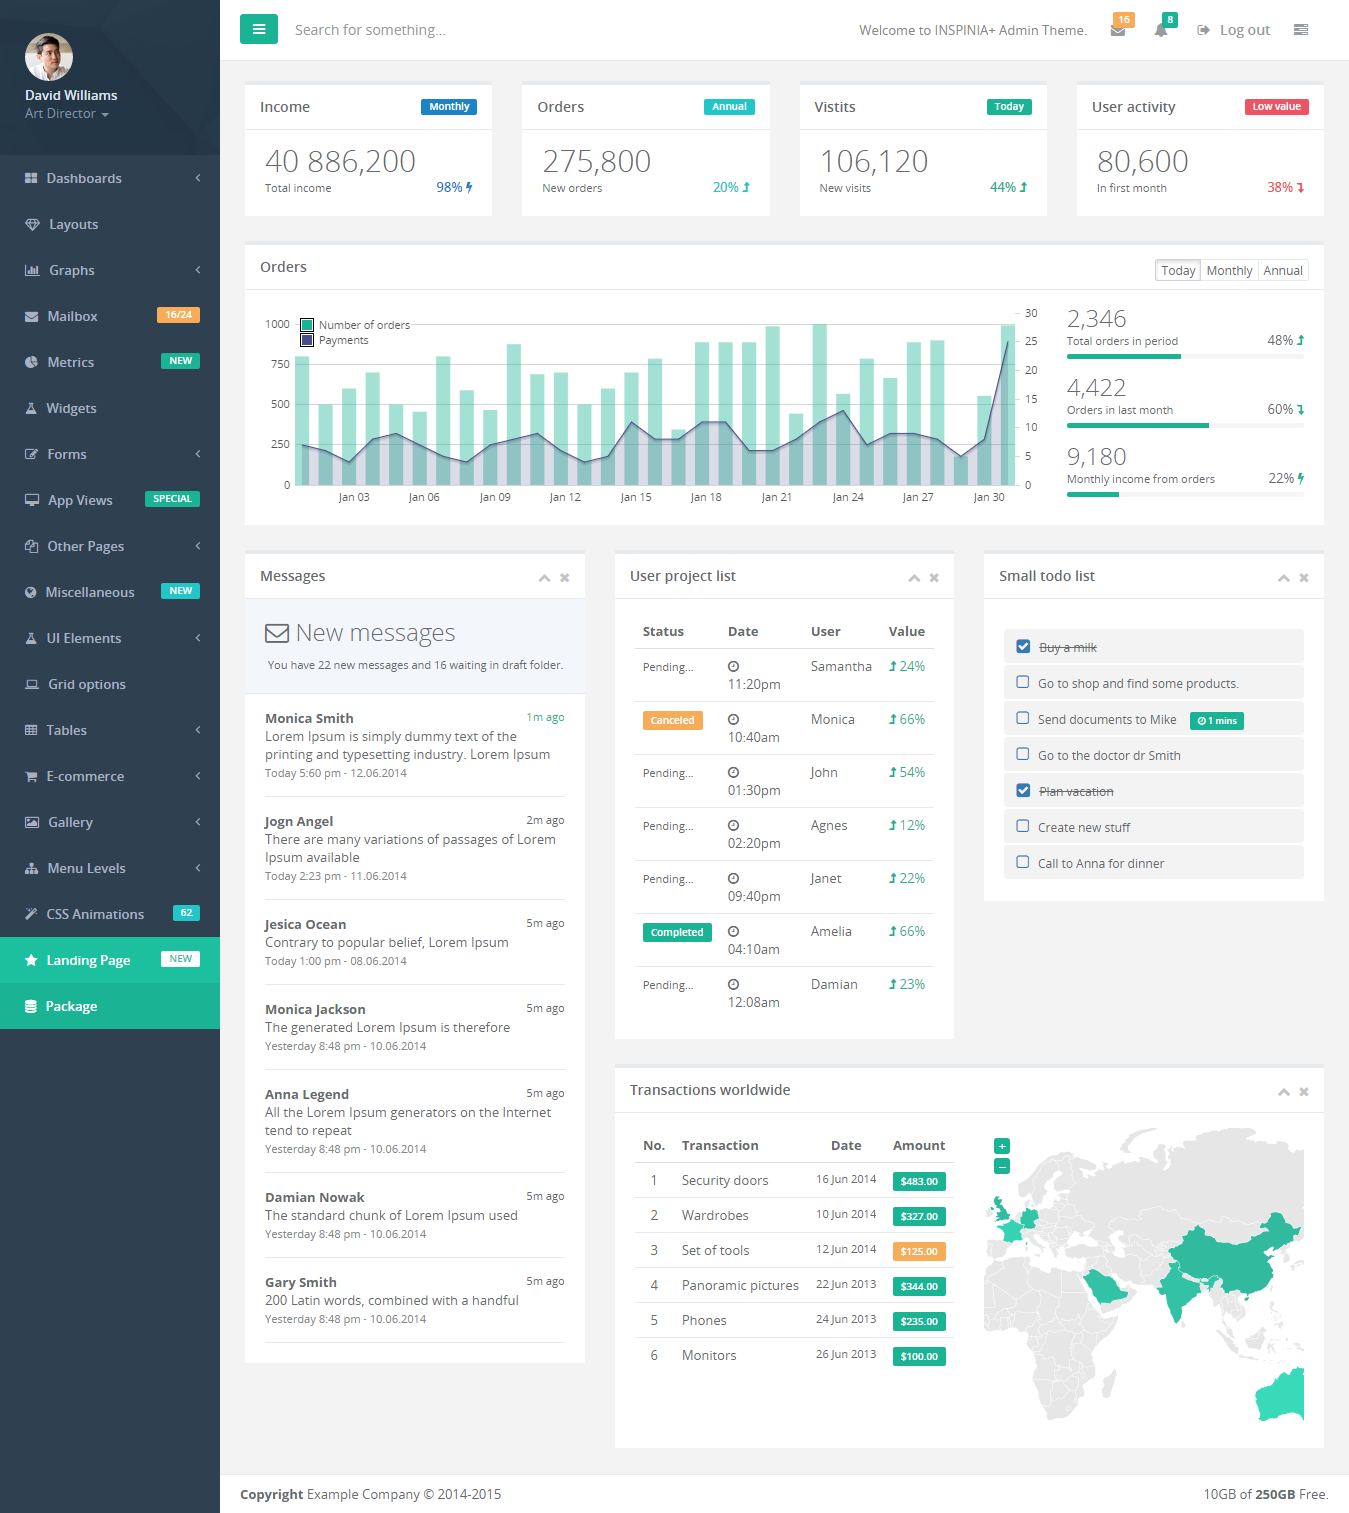 David Williams
Art Director
Dashboards
Layouts
Graphs
Mailbox 16/24
Metrics NEW
Widgets
Forms
App Views SPECIAL
Other Pages
Miscellaneous NEW
UI Elements
Grid options
Tables
E-commerce
Gallery
Menu Levels
CSS Animations 62
Landing Page NEW
Package
Search for something...
Welcome to INSPINIA+ Admin Theme. 16 8 Log out
Income Monthly
40 886,200
Total income 98%
Orders Annual
275,800
New orders 20%
Vistits Today
106,120
New visits 44%
User activity Low value
80,600
In first month 38%
Orders
Today Monthly Annual
Number of orders
Payments
1000
750
500
250
0
30
25
20
15
10
5
0
Jan 03 Jan 06 Jan 09 Jan 12 Jan 15 Jan 18 Jan 21 Jan 24 Jan 27 Jan 30
2,346
Total orders in period 48%
4,422
Orders in last month 60%
9,180
Monthly income from orders 22%
Messages
New messages
You have 22 new messages and 16 waiting in draft folder.
Monica Smith 1m ago
Lorem Ipsum is simply dummy text of the
printing and typesetting industry. Lorem Ipsum
Today 5:60 pm - 12.06.2014
Jogn Angel 2m ago
There are many variations of passages of Lorem
Ipsum available
Today 2:23 pm - 11.06.2014
Jesica Ocean 5m ago
Contrary to popular belief, Lorem Ipsum
Today 1:00 pm - 08.06.2014
Monica Jackson 5m ago
The generated Lorem Ipsum is therefore
Yesterday 8:48 pm - 10.06.2014
Anna Legend 5m ago
All the Lorem Ipsum generators on the Internet
tend to repeat
Yesterday 8:48 pm - 10.06.2014
Damian Nowak 5m ago
The standard chunk of Lorem Ipsum used
Yesterday 8:48 pm - 10.06.2014
Gary Smith 5m ago
200 Latin words, combined with a handful
Yesterday 8:48 pm - 10.06.2014
User project list
Status Date User Value
Pending... 11:20pm Samantha 24%
Canceled 10:40am Monica 66%
Pending... 01:30pm John 54%
Pending... 02:20pm Agnes 12%
Pending... 09:40pm Janet 22%
Completed 04:10am Amelia 66%
Pending... 12:08am Damian 23%
Small todo list
Buy a milk
Go to shop and find some products.
Send documents to Mike 1 mins
Go to the doctor dr Smith
Plan vacation
Create new stuff
Call to Anna for dinner
Transactions worldwide
No. Transaction Date Amount
1 Security doors 16 Jun 2014 $483.00
2 Wardrobes 10 Jun 2014 $327.00
3 Set of tools 12 Jun 2014 $125.00
4 Panoramic pictures 22 Jun 2013 $344.00
5 Phones 24 Jun 2013 $235.00
6 Monitors 26 Jun 2013 $100.00
+
−
Copyright Example Company © 2014-2015
10GB of 250GB Free.